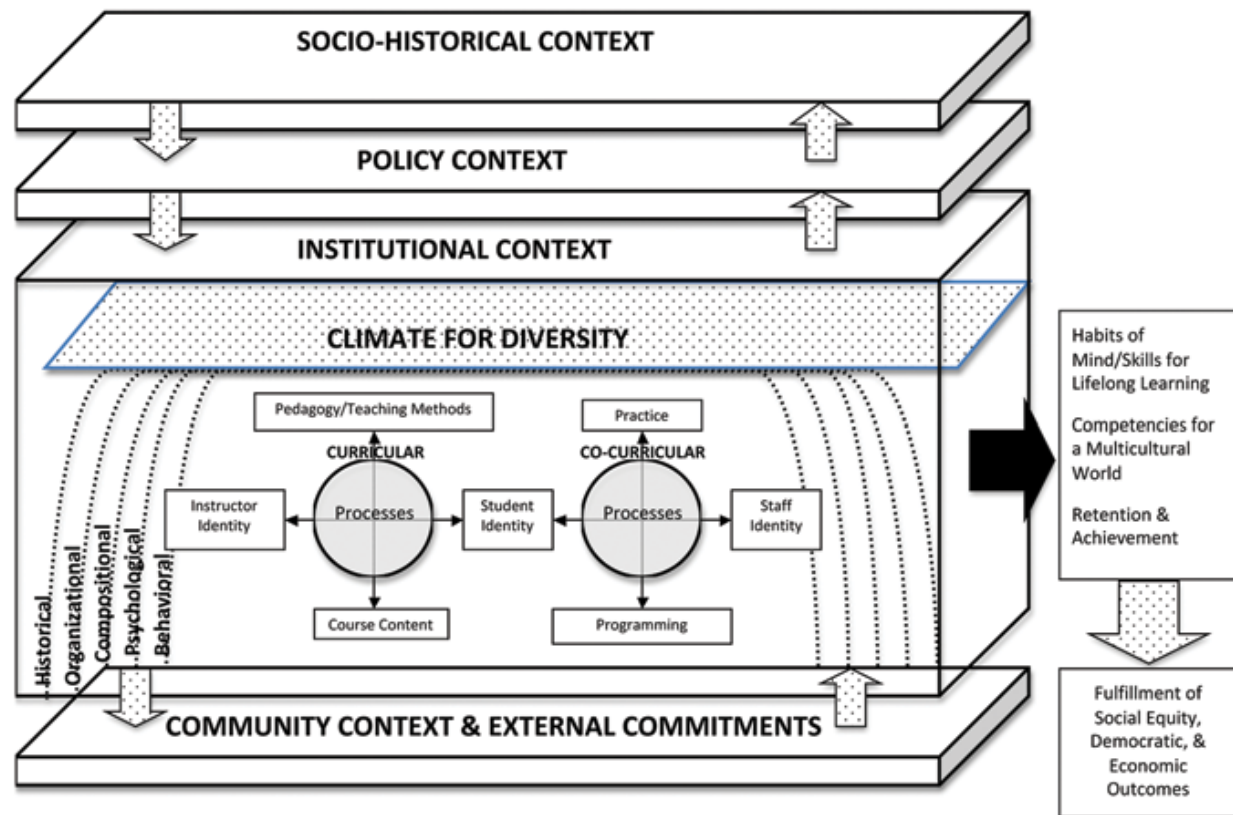 SOCIO-HISTORICAL CONTEXT
POLICY CONTEXT
INSTITUTIONAL CONTEXT
CLIMATE FOR DIVERSITY
Pedagogy/Teaching Methods
Practice
CURRICULAR
CO-CURRICULAR
Instructor
Identity
Processes
Student
Identity
Processes
Staff
Identity
Course Content
Programming
Historical
Organizational
Compositional
Psychological
Behavioral
COMMUNITY CONTEXT & EXTERNAL COMMITMENTS
Habits of
Mind/Skills for
Lifelong Learning
Competencies for
a Multicultural
World
Retention &
Achievement
Fulfillment of
Social Equity,
Democratic, &
Economic
Outcomes